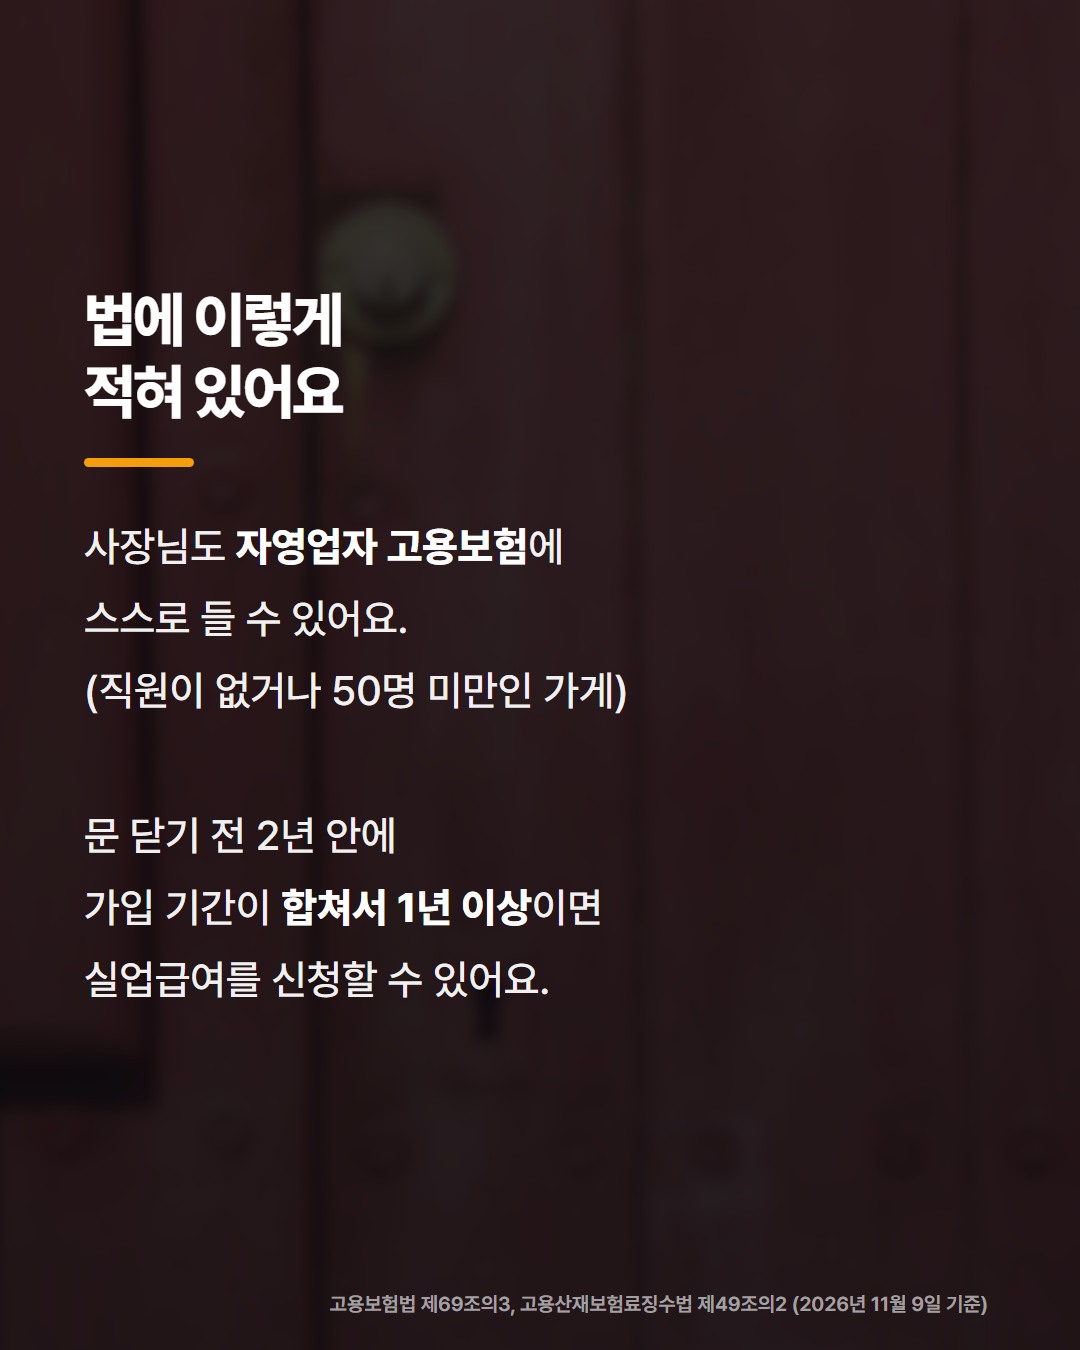 법에 이렇게
적혀 있어요
사장님도 자영업자 고용보험에
스스로 들 수 있어요.
(직원이 없거나 50명 미만인 가게)
문 닫기 전 2년 안에
가입 기간이 합쳐서 1년 이상이면
실업급여를 신청할 수 있어요.
고용보험법 제69조의3, 고용산재보험료징수법 제49조의2 (2026년 11월 9일 기준)